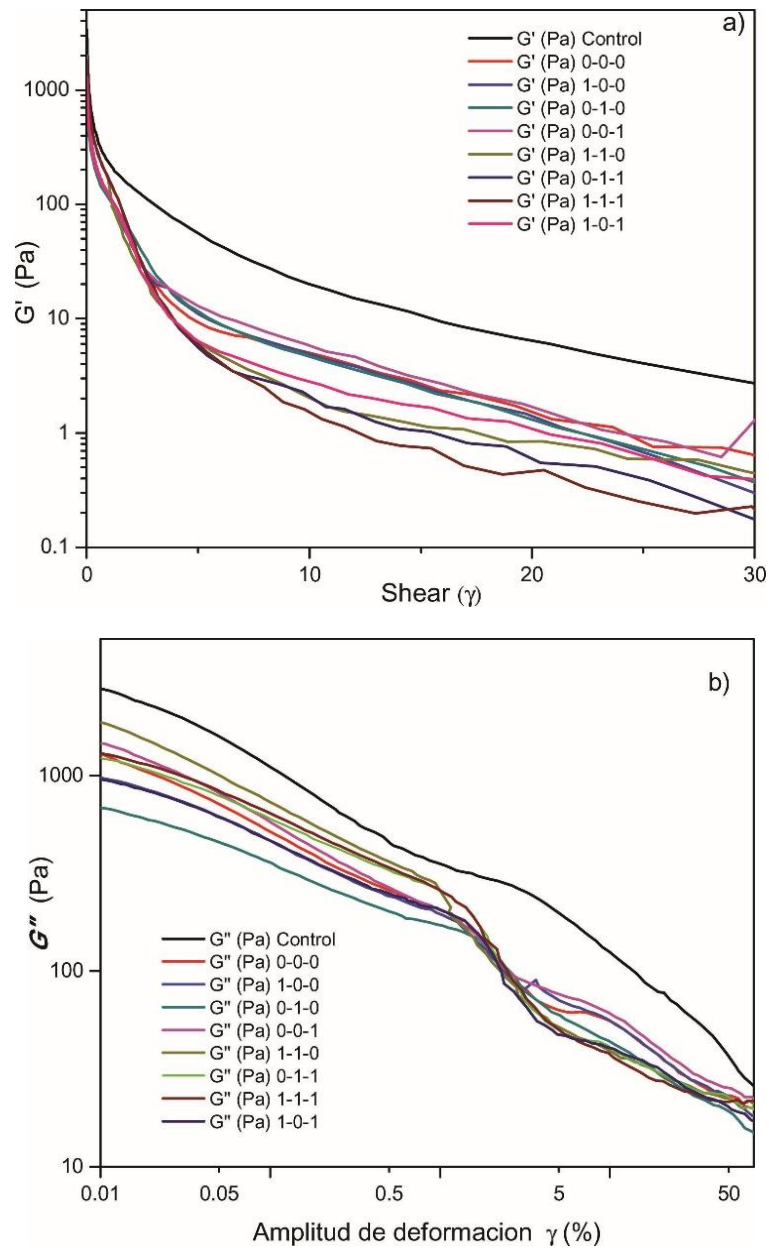 a)
G' (Pa) Control
G' (Pa) 0-0-0
G' (Pa) 1-0-0
G' (Pa) 0-1-0
G' (Pa) 0-0-1
G' (Pa) 1-1-0
G' (Pa) 0-1-1
G' (Pa) 1-1-1
G' (Pa) 1-0-1
1000
100
10
1
0.1
G' (Pa)
0 10 20 30
Shear (γ)
b)
1000
100
10
G" (Pa)
G" (Pa) Control
G" (Pa) 0-0-0
G" (Pa) 1-0-0
G" (Pa) 0-1-0
G" (Pa) 0-0-1
G" (Pa) 1-1-0
G" (Pa) 0-1-1
G" (Pa) 1-1-1
G" (Pa) 1-0-1
0.01 0.05 0.5 5 50
Amplitud de deformacion γ (%)